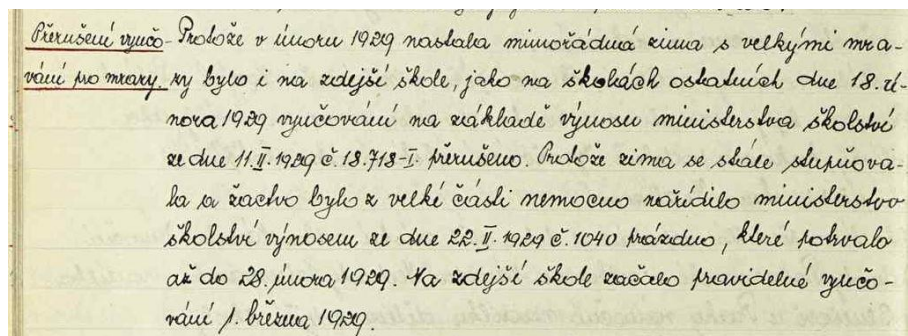 Přerušení vyučo- Protože v únoru 1929 nastala mimořádná zima s velkými mra-
vání pro mrazy. zy bylo i na zdejší škole, jako na školách ostatních dne 18. ú-
nora 1929 vyučování na základě výnosu ministerstva školství
ze dne 11.II.1929 č.18.718-I. přerušeno. Protože zima se stále stupňova-
la a žactvo bylo z velké části nemocno nařídilo ministerstvo
školství výnosem ze dne 22.II.1929 č.1040 prázdno, které potrvalo
až do 28. února 1929. Na zdejší škole začalo pravidelné vyučo-
vání 1. března 1929.